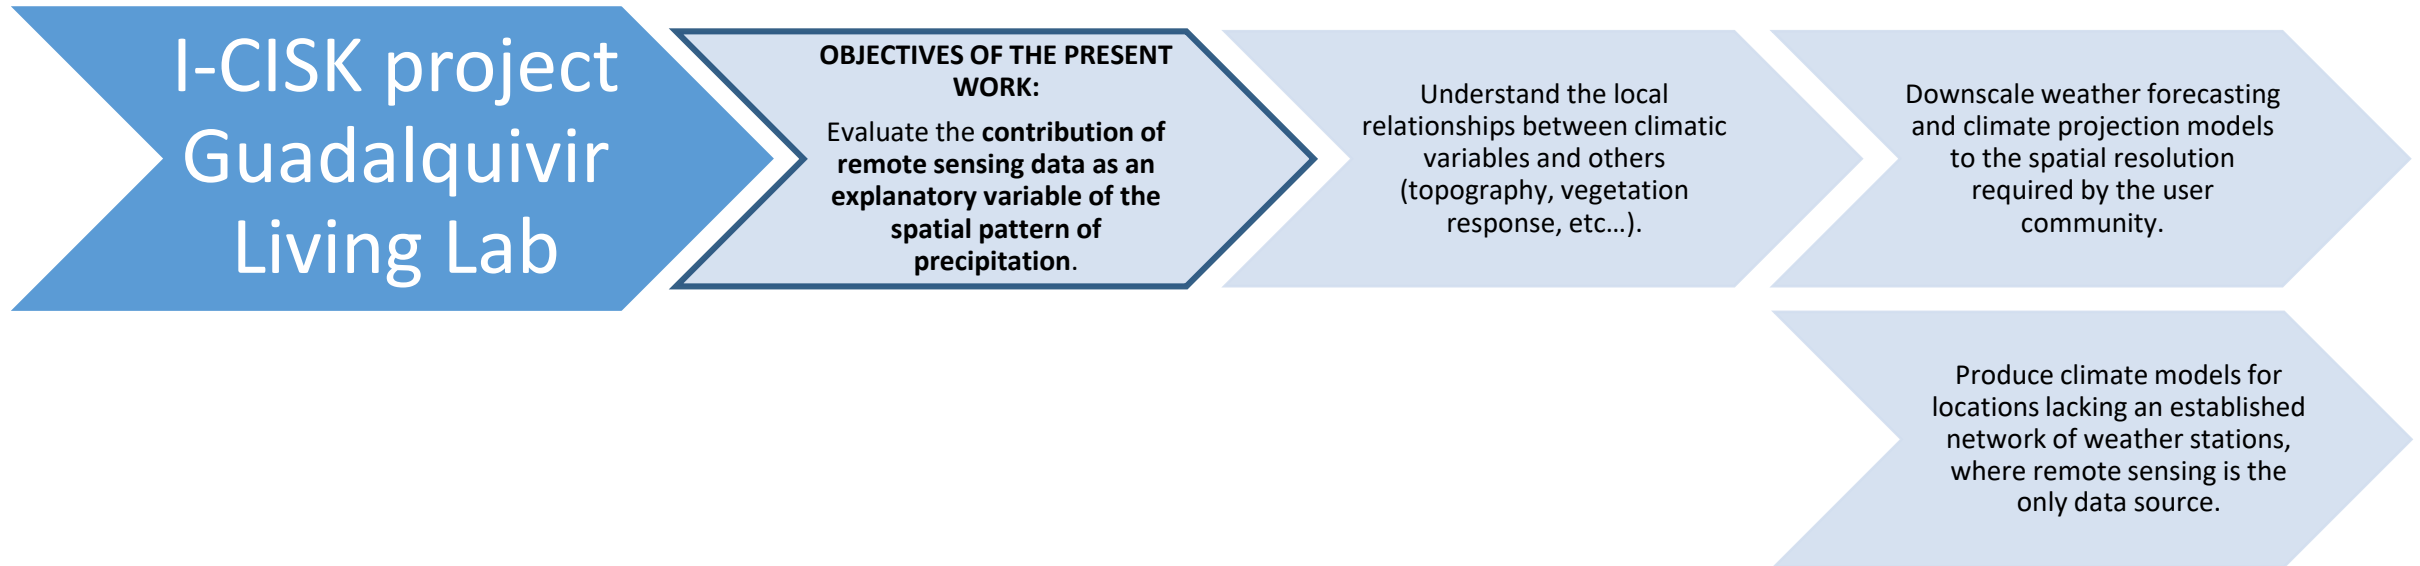 I-CISK project
Guadalquivir
Living Lab
OBJECTIVES OF THE PRESENT
WORK:
Evaluate the contribution of
remote sensing data as an
explanatory variable of the
spatial pattern of
precipitation.
Understand the local
relationships between climatic
variables and others
(topography, vegetation
response, etc…).
Downscale weather forecasting
and climate projection models
to the spatial resolution
required by the user
community.
Produce climate models for
locations lacking an established
network of weather stations,
where remote sensing is the
only data source.